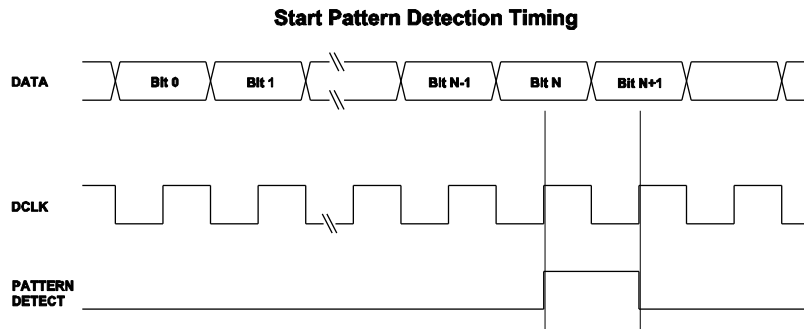 Start Pattern Detection Timing
DATA
Bit 0
Bit 1
Bit N-1
Bit N
Bit N+1
DCLK
PATTERN
DETECT